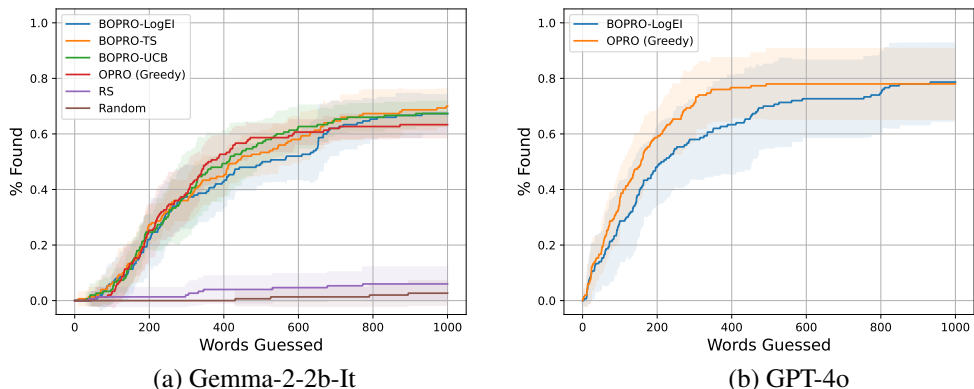 BOPRO-LogEI
BOPRO-TS
BOPRO-UCB
OPRO (Greedy)
RS
Random
1.0
0.8
0.6
0.4
0.2
0.0
% Found
0
200
400
600
800
1000
Words Guessed
(a) Gemma-2-2b-It
BOPRO-LogEI
OPRO (Greedy)
1.0
0.8
0.6
0.4
0.2
0.0
% Found
0
200
400
600
800
1000
Words Guessed
(b) GPT-4o